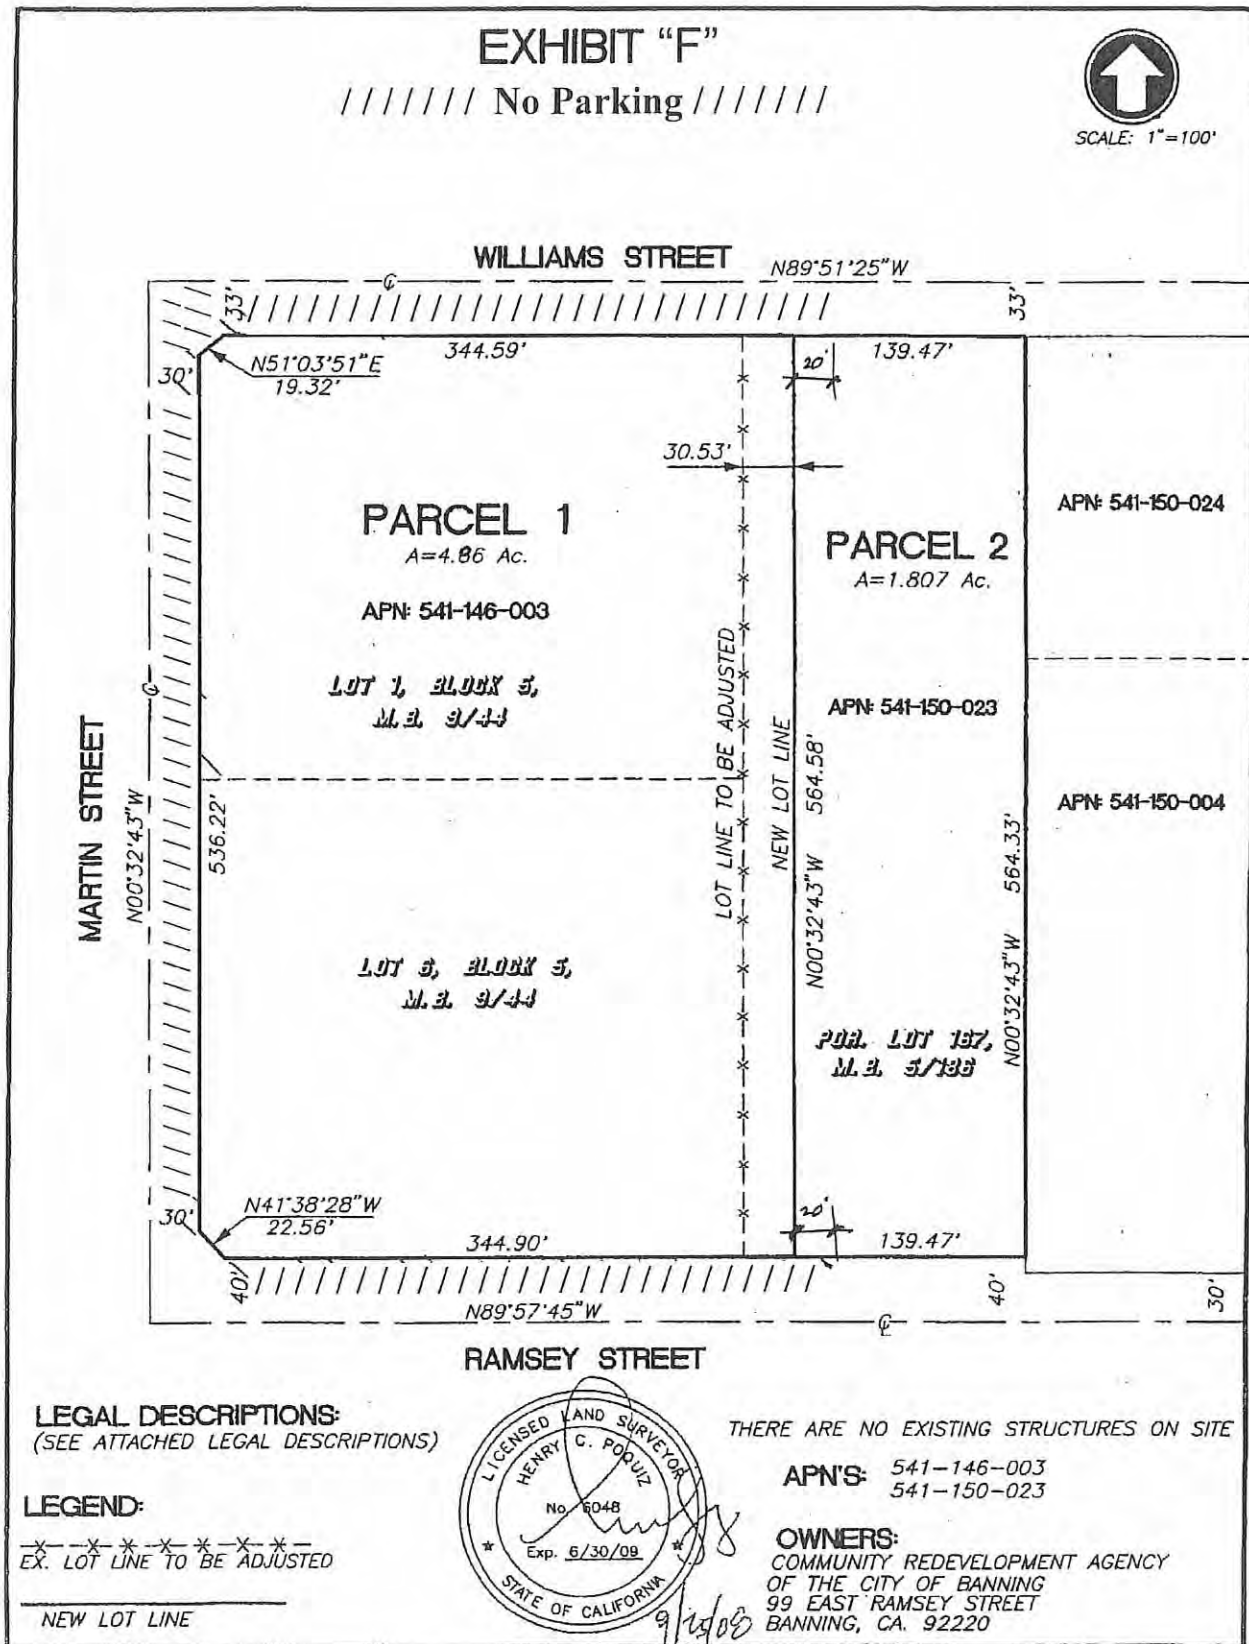 EXHIBIT "F"
/ / / / / / / No Parking / / / / / / /
SCALE: 1"=100'
WILLIAMS STREET
N89°51'25"W
33'
33'
344.59'
139.47'
20'
N51°03'51"E
19.32'
30'
30.53'
PARCEL 1
A=4.86 Ac.
APN: 541-146-003
LOT 1, BLOCK 5,
M.B. 9/44
PARCEL 2
A=1.807 Ac.
APN: 541-150-023
APN: 541-150-024
APN: 541-150-004
LOT LINE TO BE ADJUSTED
NEW LOT LINE
N00°32'43"W 564.58'
N00°32'43"W 564.33'
MARTIN STREET
N00°32'43"W
536.22'
LOT 6, BLOCK 5,
M.B. 9/44
POR. LOT 167,
M.B. 5/186
N41°38'28"W
22.56'
30'
344.90'
20'
139.47'
40'
40'
30'
N89°57'45"W
RAMSEY STREET
LEGAL DESCRIPTIONS:
(SEE ATTACHED LEGAL DESCRIPTIONS)
LEGEND:
EX. LOT LINE TO BE ADJUSTED
NEW LOT LINE
LICENSED LAND SURVEYOR
HENRY C. POQUIZ
No. 6048
Exp. 6/30/09
STATE OF CALIFORNIA
THERE ARE NO EXISTING STRUCTURES ON SITE
APN'S: 541-146-003
541-150-023
OWNERS:
COMMUNITY REDEVELOPMENT AGENCY
OF THE CITY OF BANNING
99 EAST RAMSEY STREET
BANNING, CA. 92220